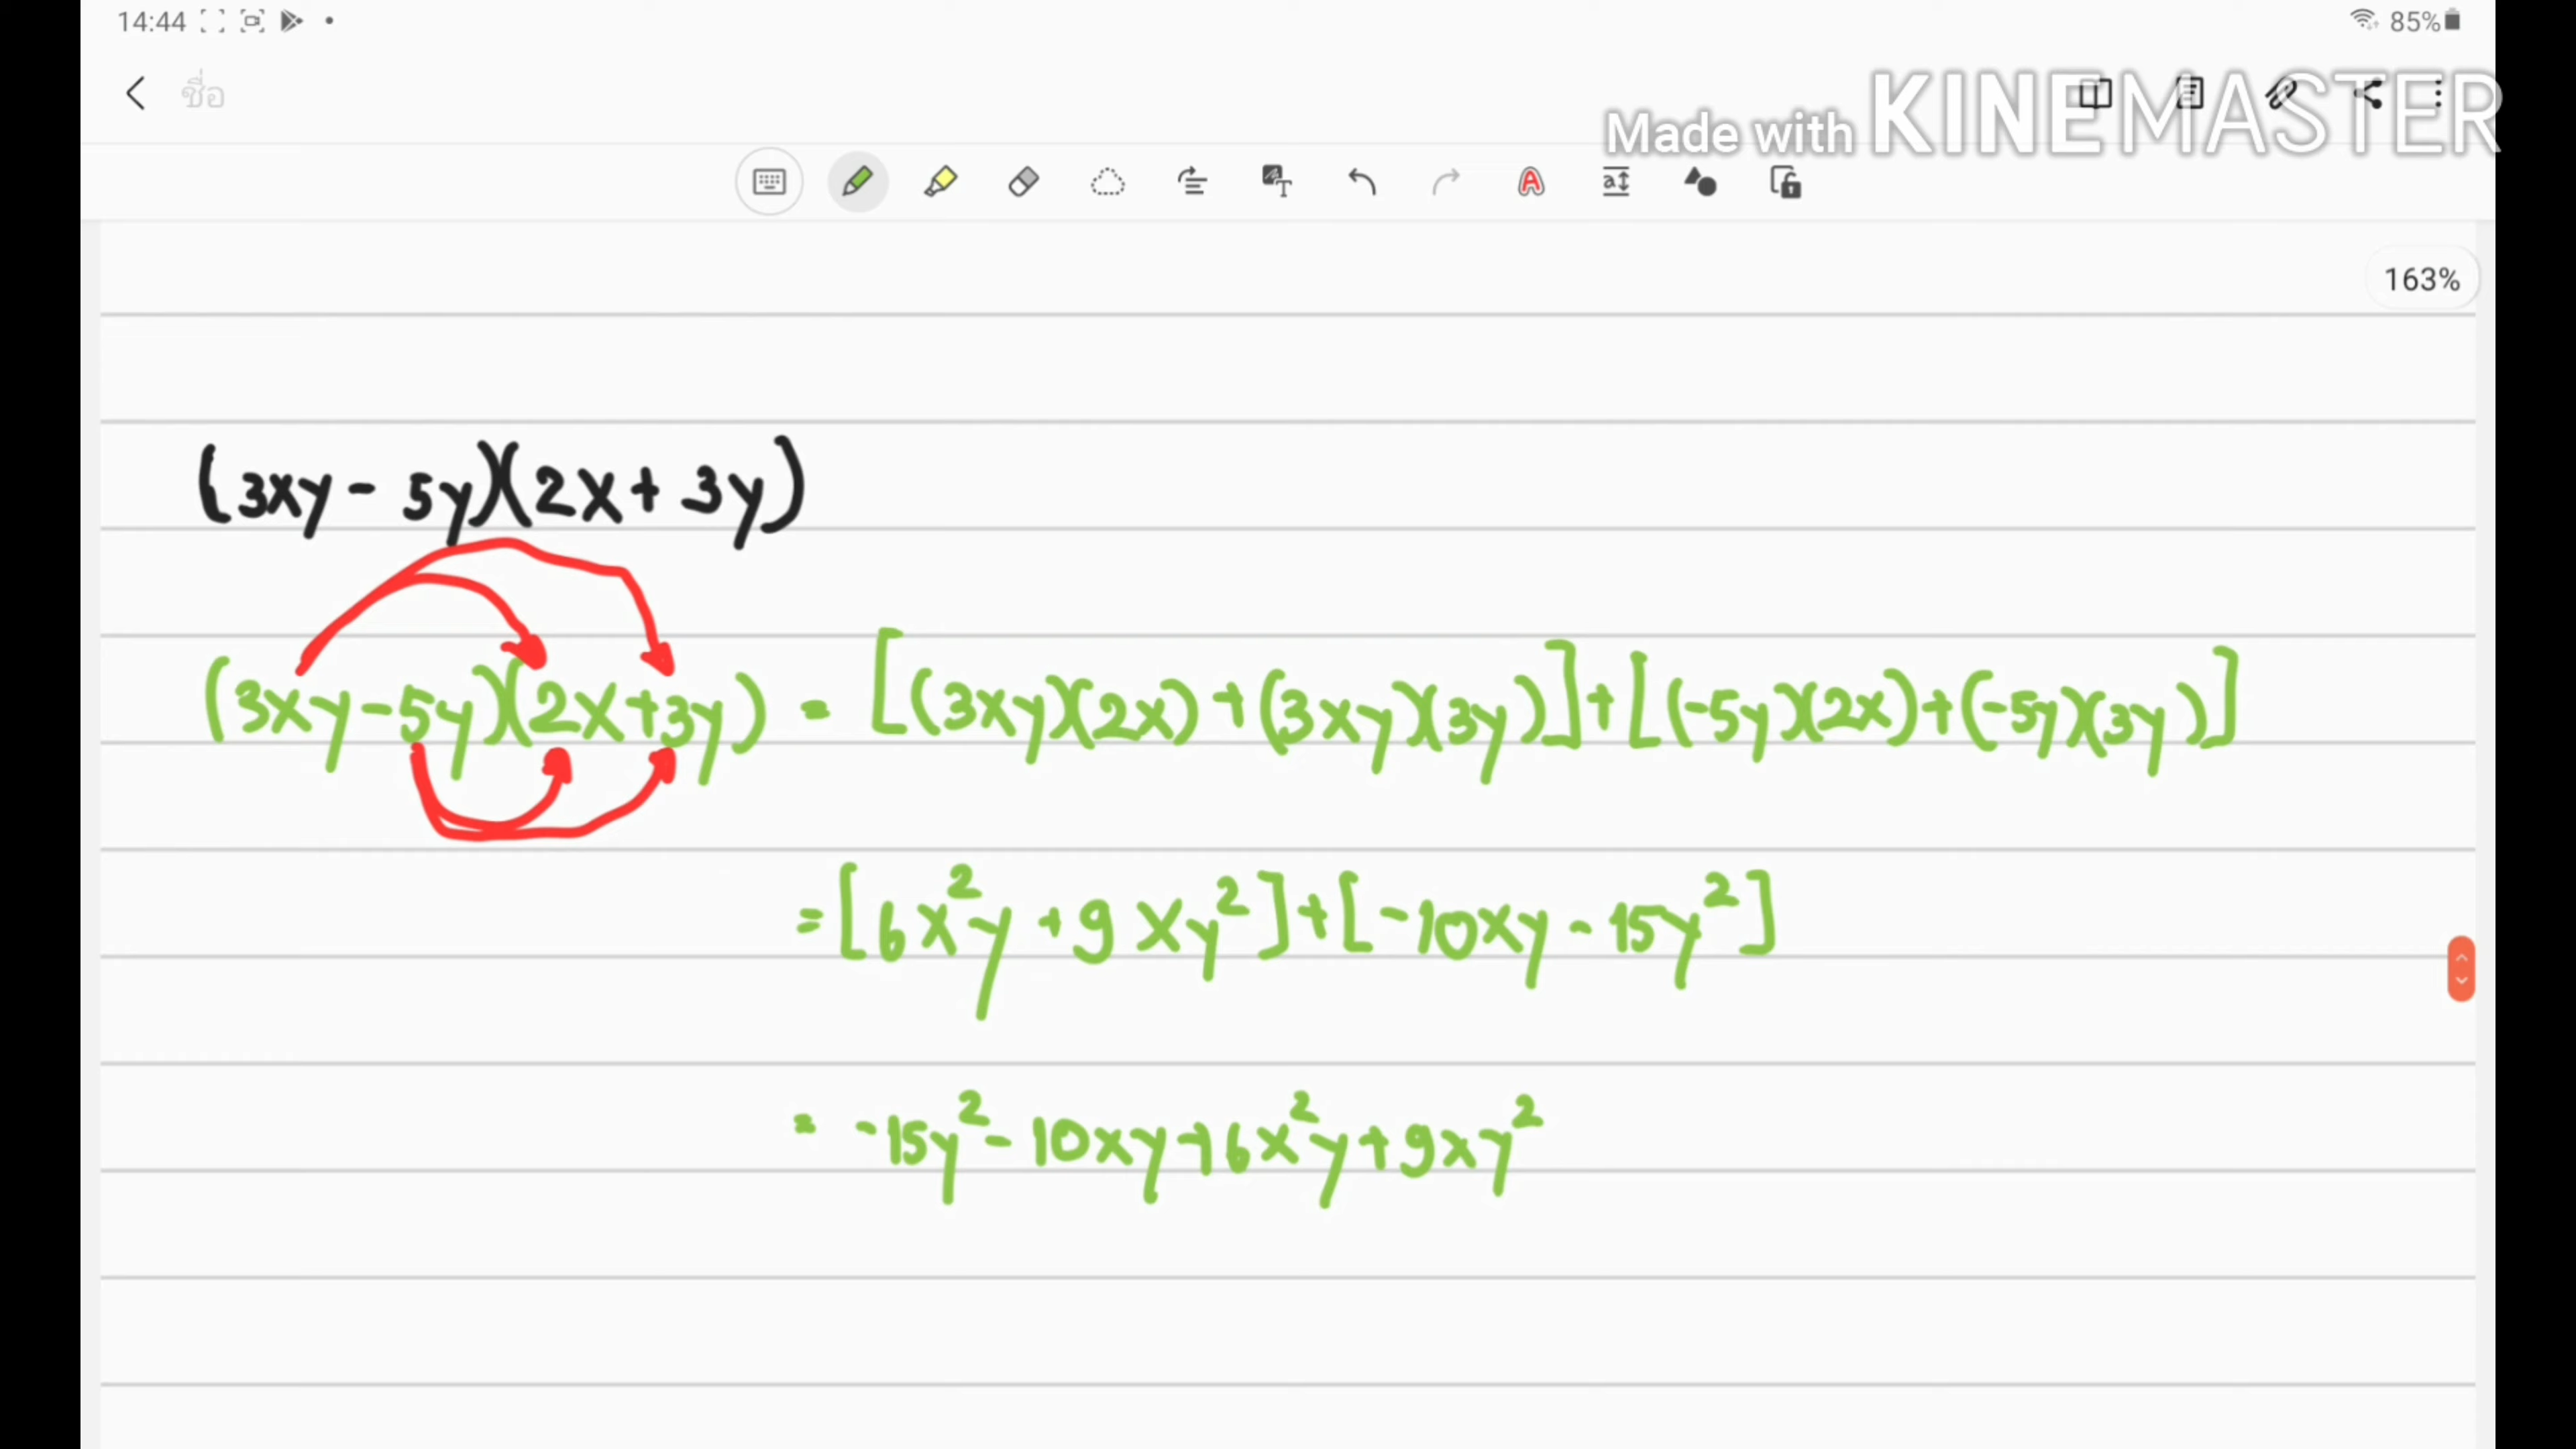 14:44
85%
ชื่อ
Made with KINEMASTER
163%
(3xy - 5y)(2x + 3y)
(3xy - 5y)(2x + 3y) = [(3xy)(2x) + (3xy)(3y)] + [(-5y)(2x) + (-5y)(3y)]
= [6x²y + 9xy²] + [-10xy - 15y²]
= -15y² - 10xy + 6x²y + 9xy²